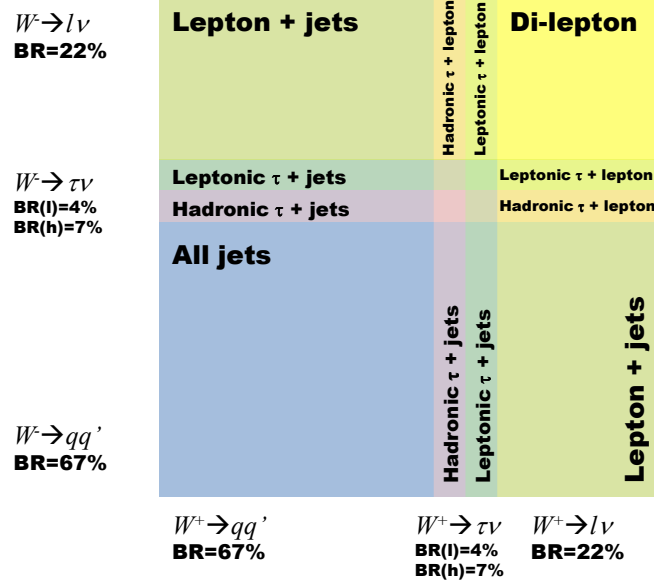 W-→lν
BR=22%
Lepton + jets
Hadronic τ + lepton
Leptonic τ + lepton
Di-lepton
W-→τν
BR(l)=4%
BR(h)=7%
Leptonic τ + jets
Leptonic τ + lepton
Hadronic τ + jets
Hadronic τ + lepton
All jets
Hadronic τ + jets
Leptonic τ + jets
Lepton + jets
W-→qq’
BR=67%
W+→qq’
BR=67%
W+→τν
BR(l)=4%
BR(h)=7%
W+→lν
BR=22%